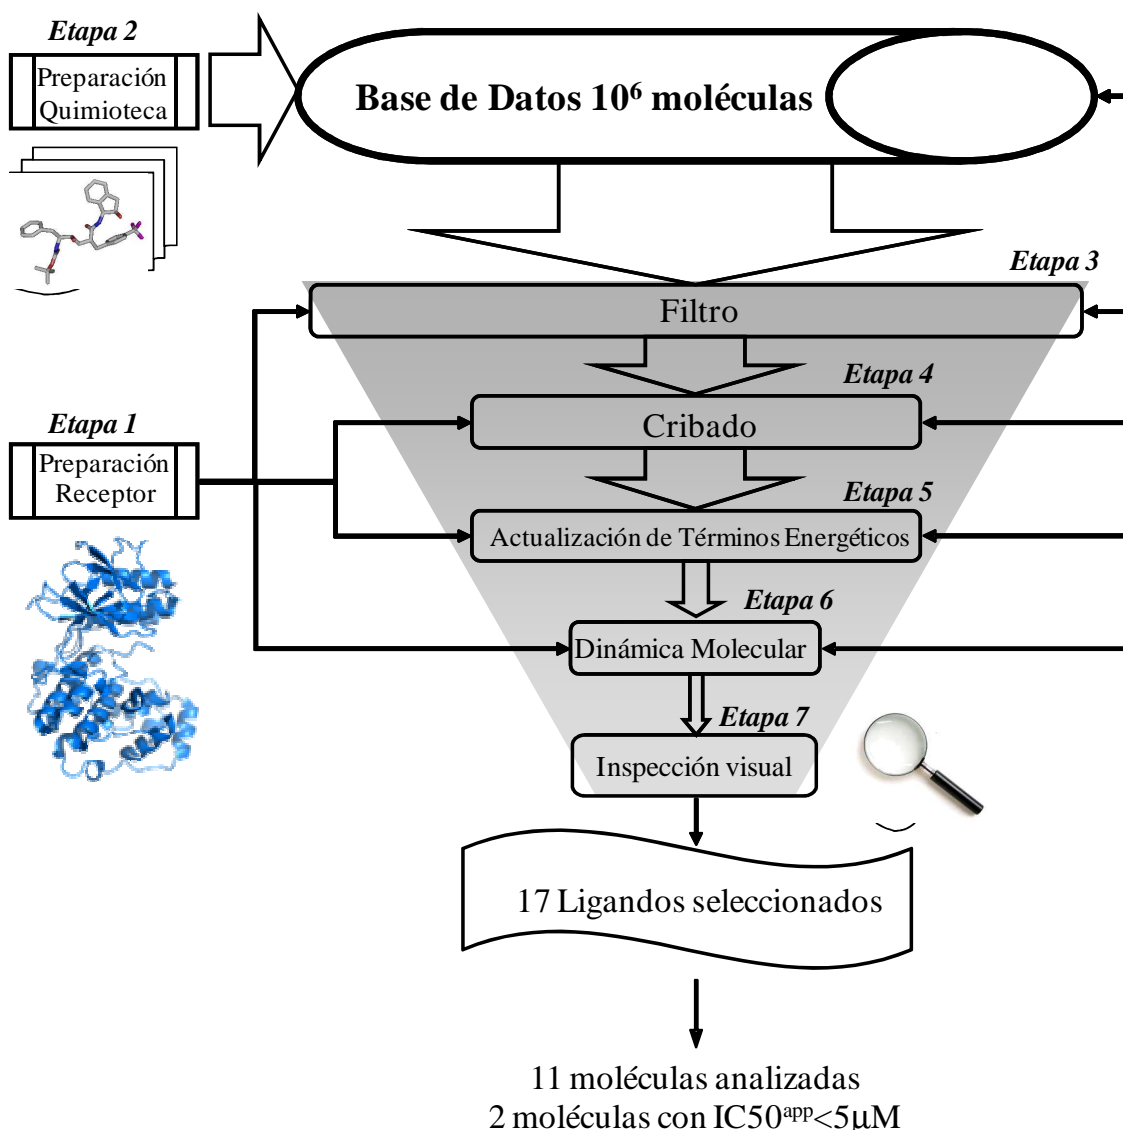 Etapa 2
Preparación
Quimioteca
Base de Datos 10⁶ moléculas
Etapa 3
Filtro
Etapa 4
Cribado
Etapa 1
Preparación
Receptor
Etapa 5
Actualización de Términos Energéticos
Etapa 6
Dinámica Molecular
Etapa 7
Inspección visual
17 Ligandos seleccionados
11 moléculas analizadas
2 moléculas con IC50ᵃᵖᵖ<5µM